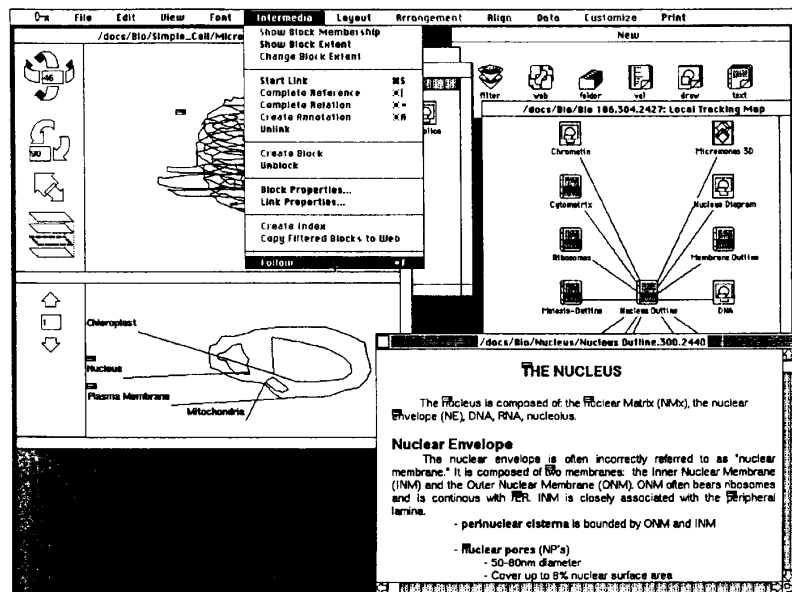 File Edit View Font Intermedia Layout Arrangement Align Data Customize Print
/docs/Bio/Simple_Cell/Micro
46
90
Show Block Membership
Show Block Extent
Change Block Extent
Start Link ⌘S
Complete Reference
Complete Relation
Create Annotation
Unlink
Create Block
Unblock
Block Properties...
Link Properties...
Create Index
Copy Filtered Blocks to Web
Follow
New
filter web folder val draw text
/docs/Bio/Bio 106.304.2427: Local Tracking Map
Chromatin Micromones 3D
Cytomatrix Nucleus Diagram
Ribosomes Membrane Outline
Meiosis-Outline Nucleus Outline DNA
1
Chloroplast
Nucleus
Plasma Membrane
Mitochondria
/docs/Bio/Nucleus/Nucleus Outline.300.2440
THE NUCLEUS
The nucleus is composed of: the Nuclear Matrix (NMx), the nuclear
envelope (NE), DNA, RNA, nucleolus.
Nuclear Envelope
The nuclear envelope is often incorrectly referred to as "nuclear
membrane." It is composed of two membranes: the Inner Nuclear Membrane
(INM) and the Outer Nuclear Membrane (ONM). ONM often bears ribosomes
and is continous with rER. INM is closely associated with the peripheral
lamina.
- perinuclear cisterna is bounded by ONM and INM
- Nuclear pores (NP's)
- 50-80nm diameter
- Cover up to 8% nuclear surface area